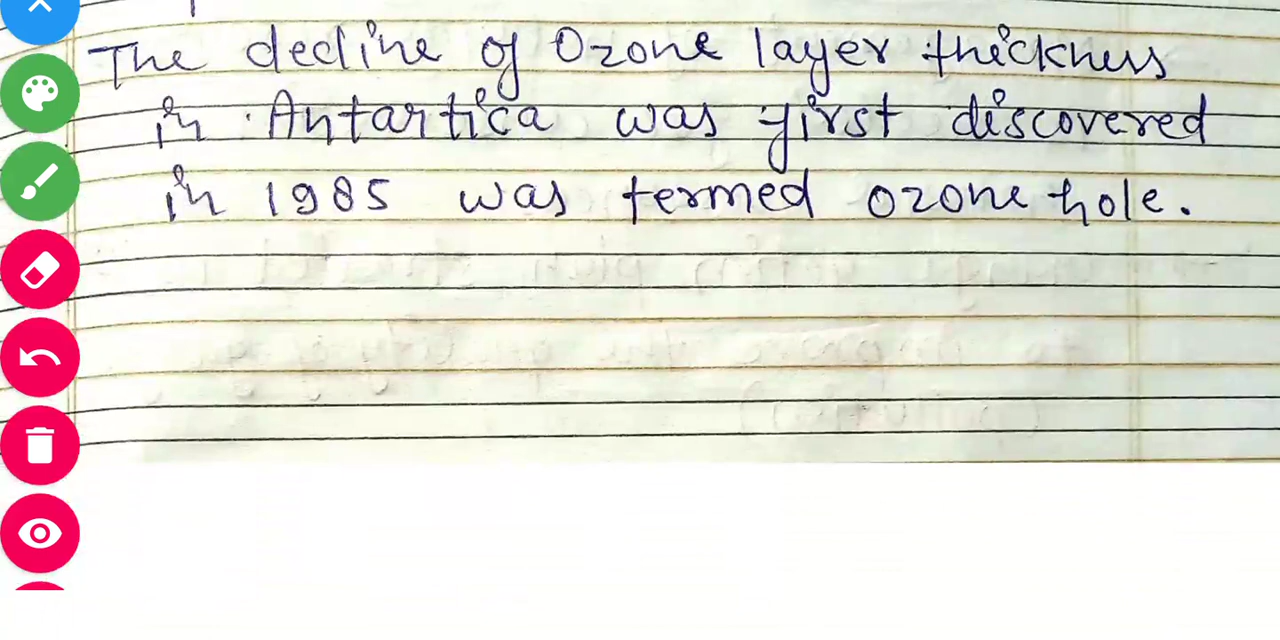 The decline of Ozone layer thickness
in Antartica was first discovered
in 1985 was termed ozone hole.